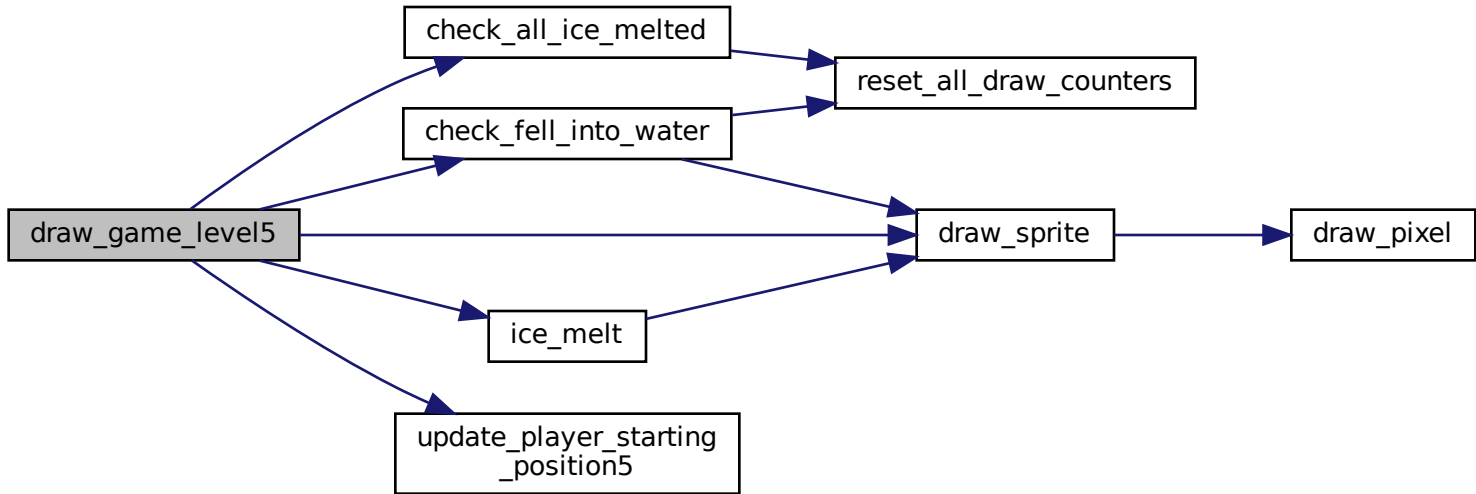 check_all_ice_melted
reset_all_draw_counters
check_fell_into_water
draw_game_level5
draw_sprite
draw_pixel
ice_melt
update_player_starting
_position5